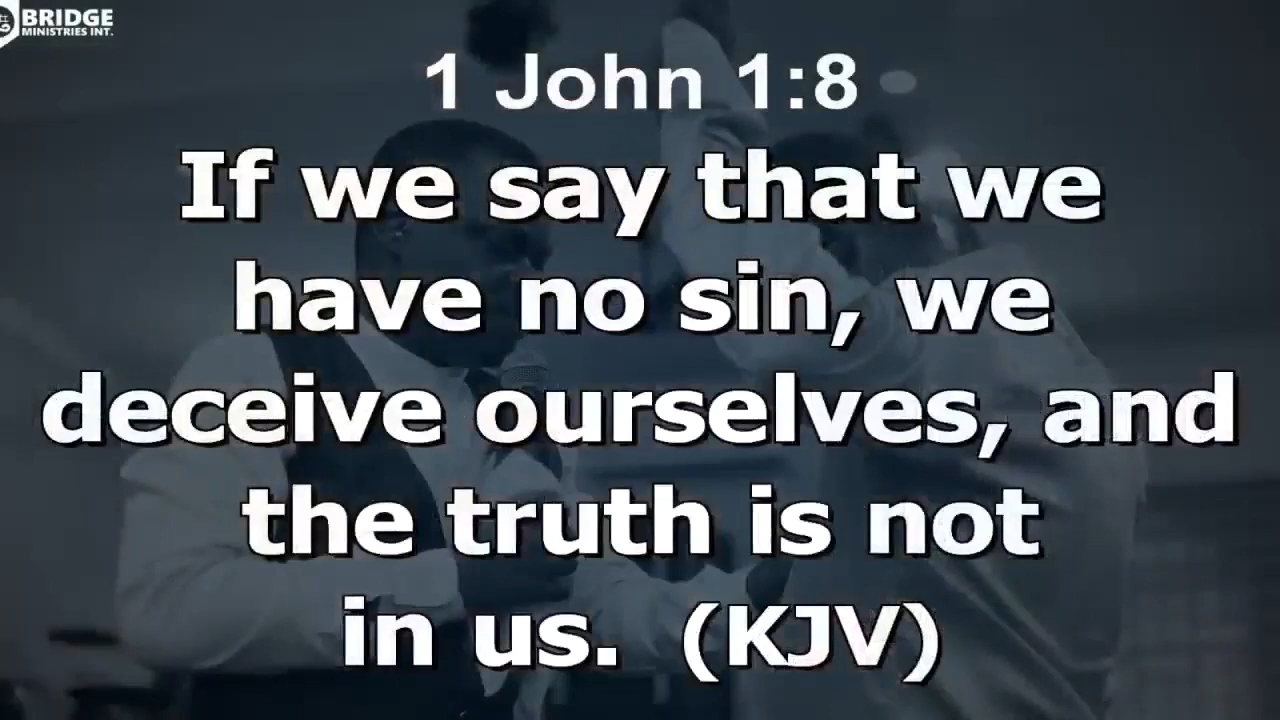 BRIDGE
MINISTRIES INT.
1 John 1:8
If we say that we
have no sin, we
deceive ourselves, and
the truth is not
in us. (KJV)